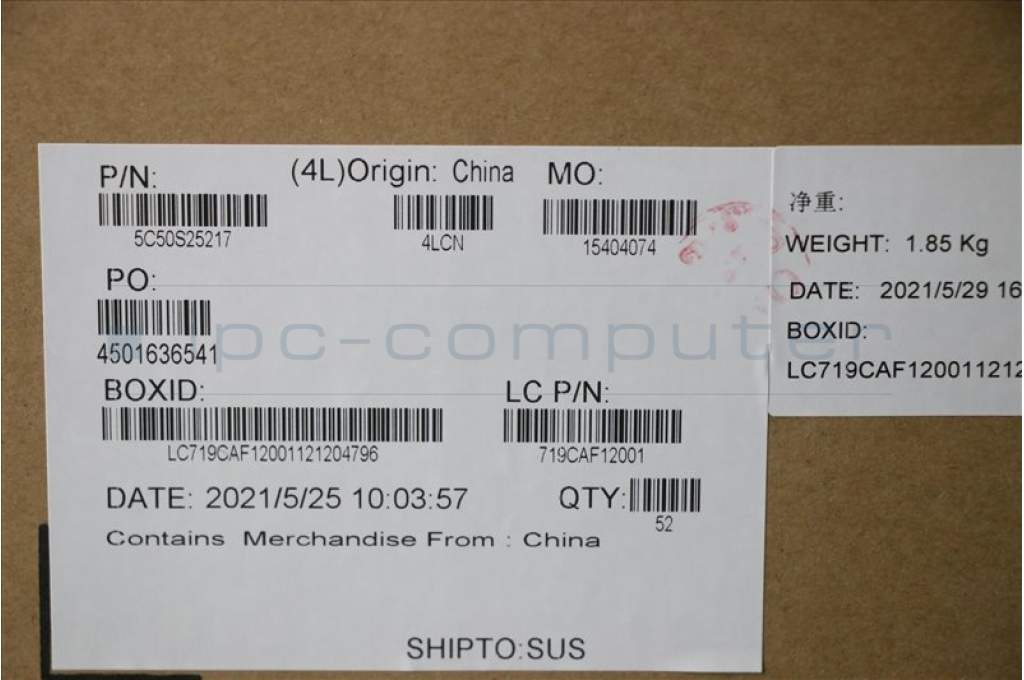 P/N: (4L)Origin: China MO:
5C50S25217 4LCN 15404074
PO:
4501636541
BOXID: LC P/N:
LC719CAF12001121204796 719CAF12001
DATE: 2021/5/25 10:03:57 QTY:
52
Contains Merchandise From : China
SHIPTO:SUS
净重:
WEIGHT: 1.85 Kg
DATE: 2021/5/29 16
BOXID:
LC719CAF120011212
pc-computer